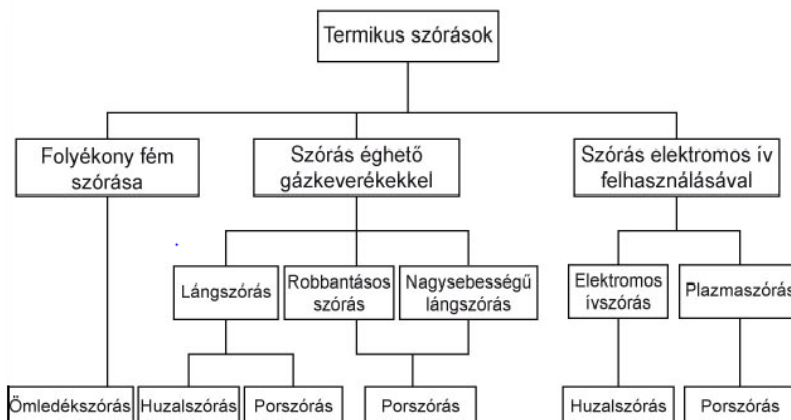 Termikus szórások
Folyékony fém
szórása
Szórás éghető
gázkeverékekkel
Szórás elektromos ív
felhasználásával
Lángszórás
Robbantásos
szórás
Nagysebességű
lángszórás
Elektromos
ívszórás
Plazmaszórás
Ömledékszórás
Huzalszórás
Porszórás
Porszórás
Huzalszórás
Porszórás